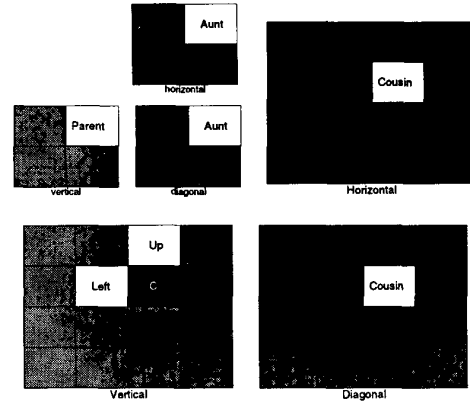 Aunt
horizontal
Parent
vertical
Aunt
diagonal
Cousin
Horizontal
Up
Left
C
Vertical
Cousin
Diagonal